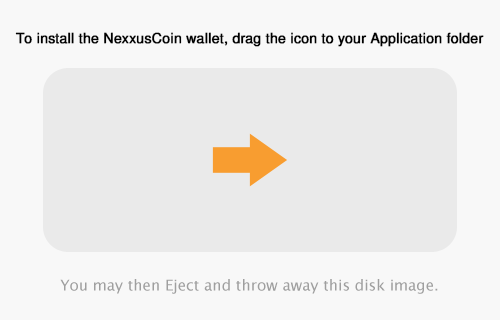 To install the NexxusCoin wallet, drag the icon to your Application folder
You may then Eject and throw away this disk image.